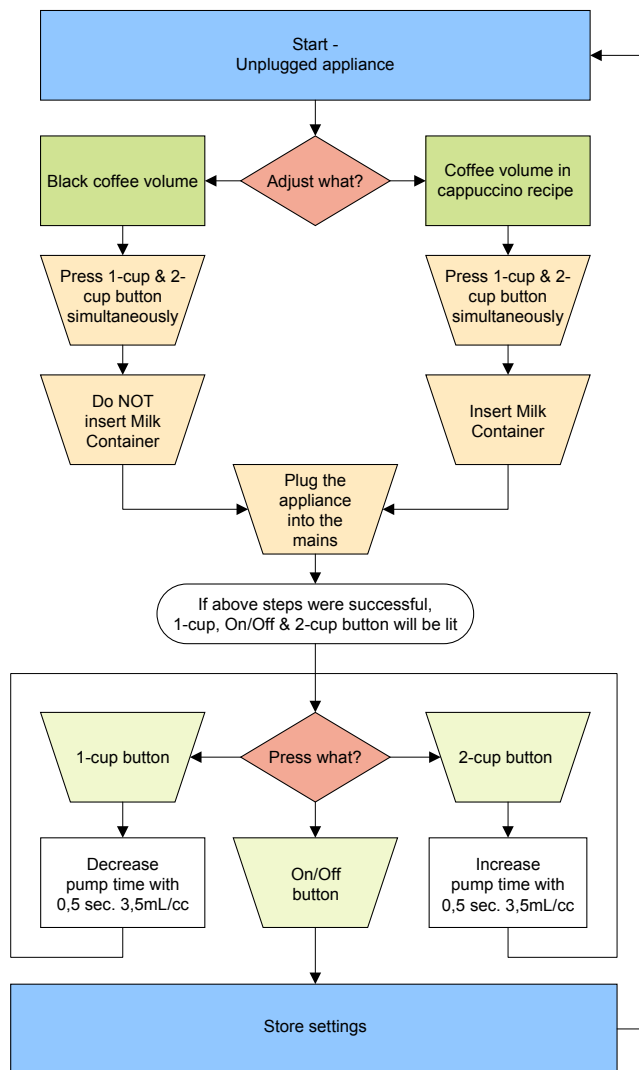 Start -
Unplugged appliance
Black coffee volume
Adjust what?
Coffee volume in
cappuccino recipe
Press 1-cup & 2-
cup button
simultaneously
Press 1-cup & 2-
cup button
simultaneously
Do NOT
insert Milk
Container
Insert Milk
Container
Plug the
appliance
into the
mains
If above steps were successful,
1-cup, On/Off & 2-cup button will be lit
1-cup button
Press what?
2-cup button
Decrease
pump time with
0,5 sec. 3,5mL/cc
On/Off
button
Increase
pump time with
0,5 sec. 3,5mL/cc
Store settings